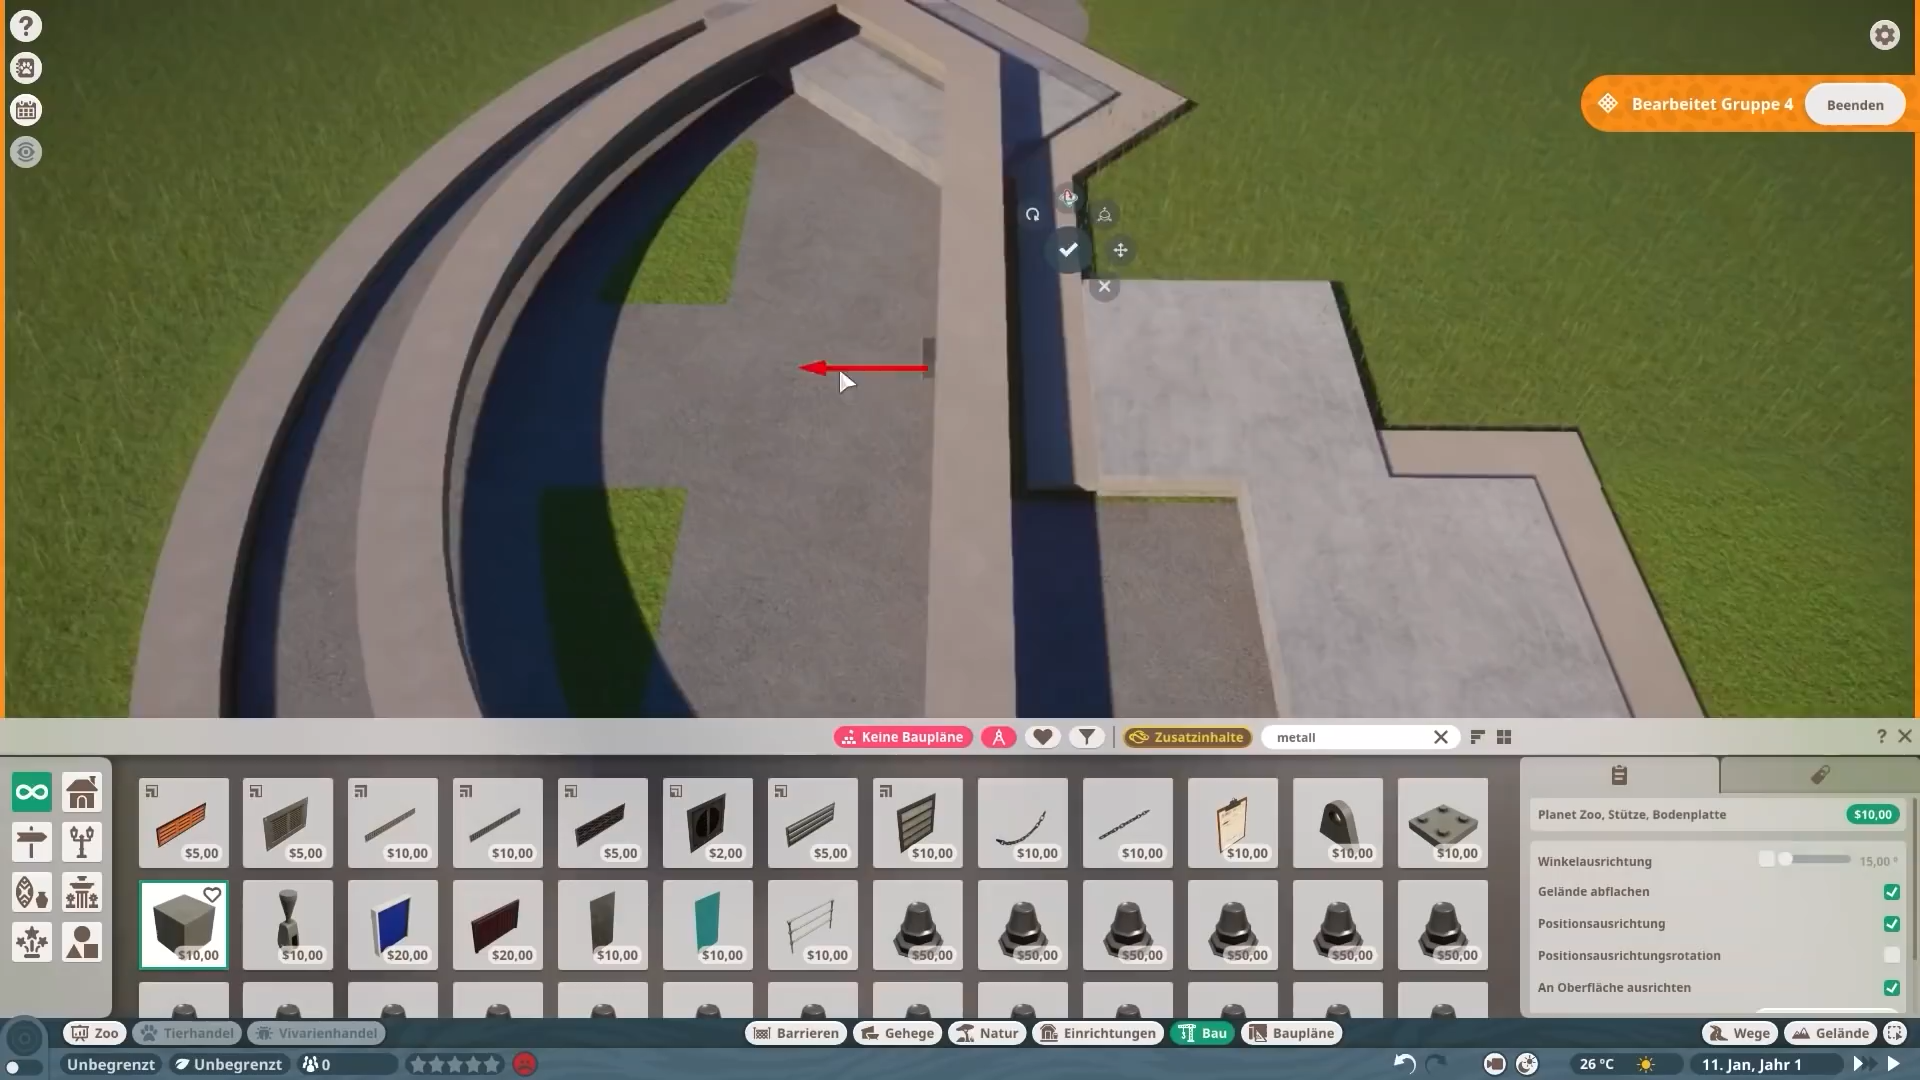 ?
Bearbeitet Gruppe 4
Beenden
Keine Baupläne
Zusatzinhalte
metall
?
$5,00
$5,00
$10,00
$10,00
$5,00
$2,00
$5,00
$10,00
$10,00
$10,00
$10,00
$10,00
$10,00
$10,00
$10,00
$20,00
$20,00
$10,00
$10,00
$10,00
$50,00
$50,00
$50,00
$50,00
$50,00
$50,00
Planet Zoo, Stütze, Bodenplatte
$10,00
Winkelausrichtung
15,00 °
Gelände abflachen
Positionsausrichtung
Positionsausrichtungsrotation
An Oberfläche ausrichten
Zoo
Tierhandel
Vivarienhandel
Barrieren
Gehege
Natur
Einrichtungen
Bau
Baupläne
Wege
Gelände
Unbegrenzt
Unbegrenzt
0
26 °C
11. Jan, Jahr 1